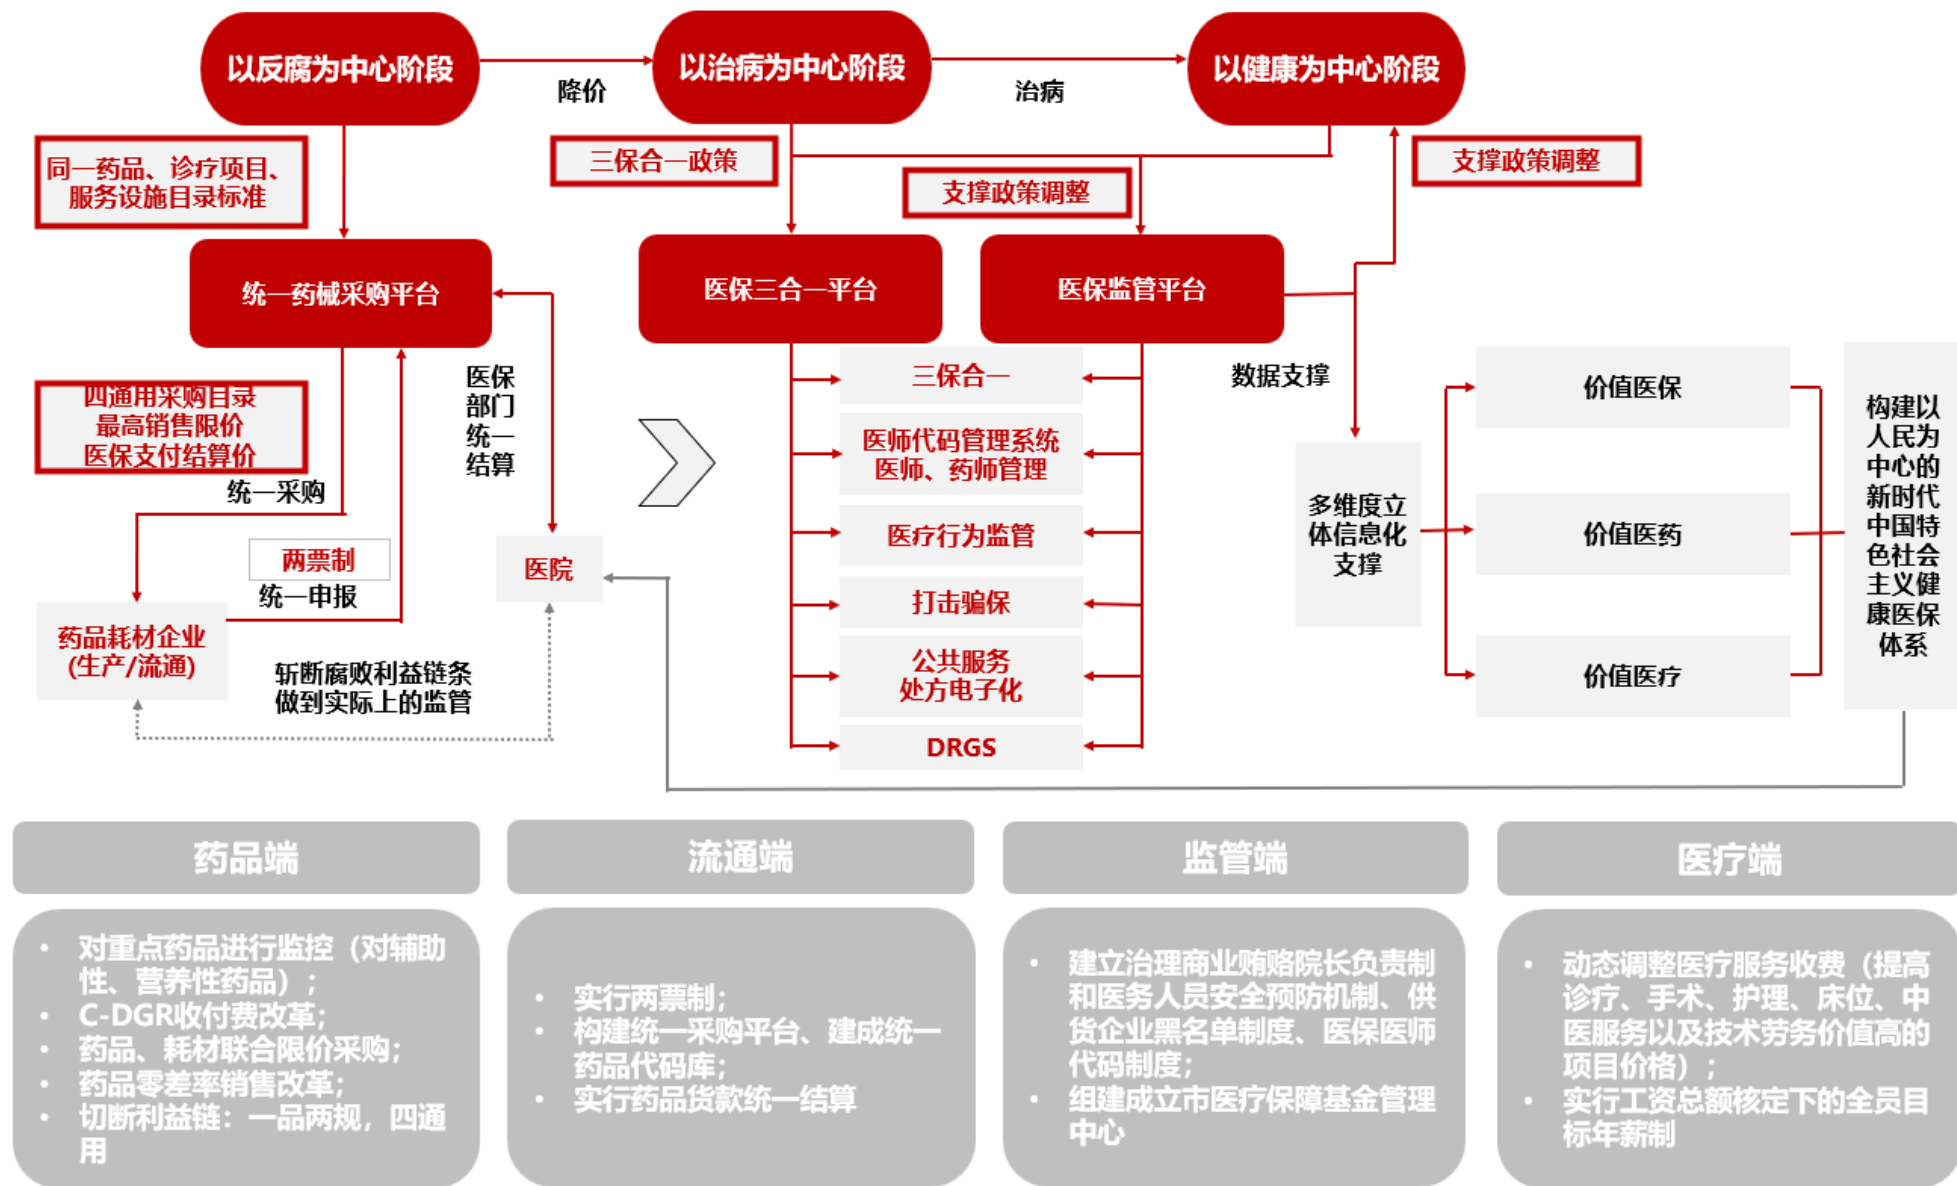 以反腐为中心阶段
降价
以治病为中心阶段
治病
以健康为中心阶段
同一药品、诊疗项目、
服务设施目录标准
三保合一政策
支撑政策调整
支撑政策调整
统一药械采购平台
医保三合一平台
医保监管平台
四通用采购目录
最高销售限价
医保支付结算价
医保
部门
统一
结算
统一采购
两票制
统一申报
药品耗材企业
(生产/流通)
医院
斩断腐败利益链条
做到实际上的监管
三保合一
医师代码管理系统
医师、药师管理
医疗行为监管
打击骗保
公共服务
处方电子化
DRGS
数据支撑
多维度立
体信息化
支撑
价值医保
价值医药
价值医疗
构建以
人民为
中心的
新时代
中国特
色社会
主义健
康医保
体系
药品端
• 对重点药品进行监控（对辅助
性、营养性药品）；
• C-DGR收付费改革；
• 药品、耗材联合限价采购；
• 药品零差率销售改革；
• 切断利益链：一品两规，四通
用
流通端
• 实行两票制；
• 构建统一采购平台、建成统一
药品代码库；
• 实行药品货款统一结算
监管端
• 建立治理商业贿赂院长负责制
和医务人员安全预防机制、供
货企业黑名单制度、医保医师
代码制度；
• 组建成立市医疗保障基金管理
中心
医疗端
• 动态调整医疗服务收费（提高
诊疗、手术、护理、床位、中
医服务以及技术劳务价值高的
项目价格）；
• 实行工资总额核定下的全员目
标年薪制